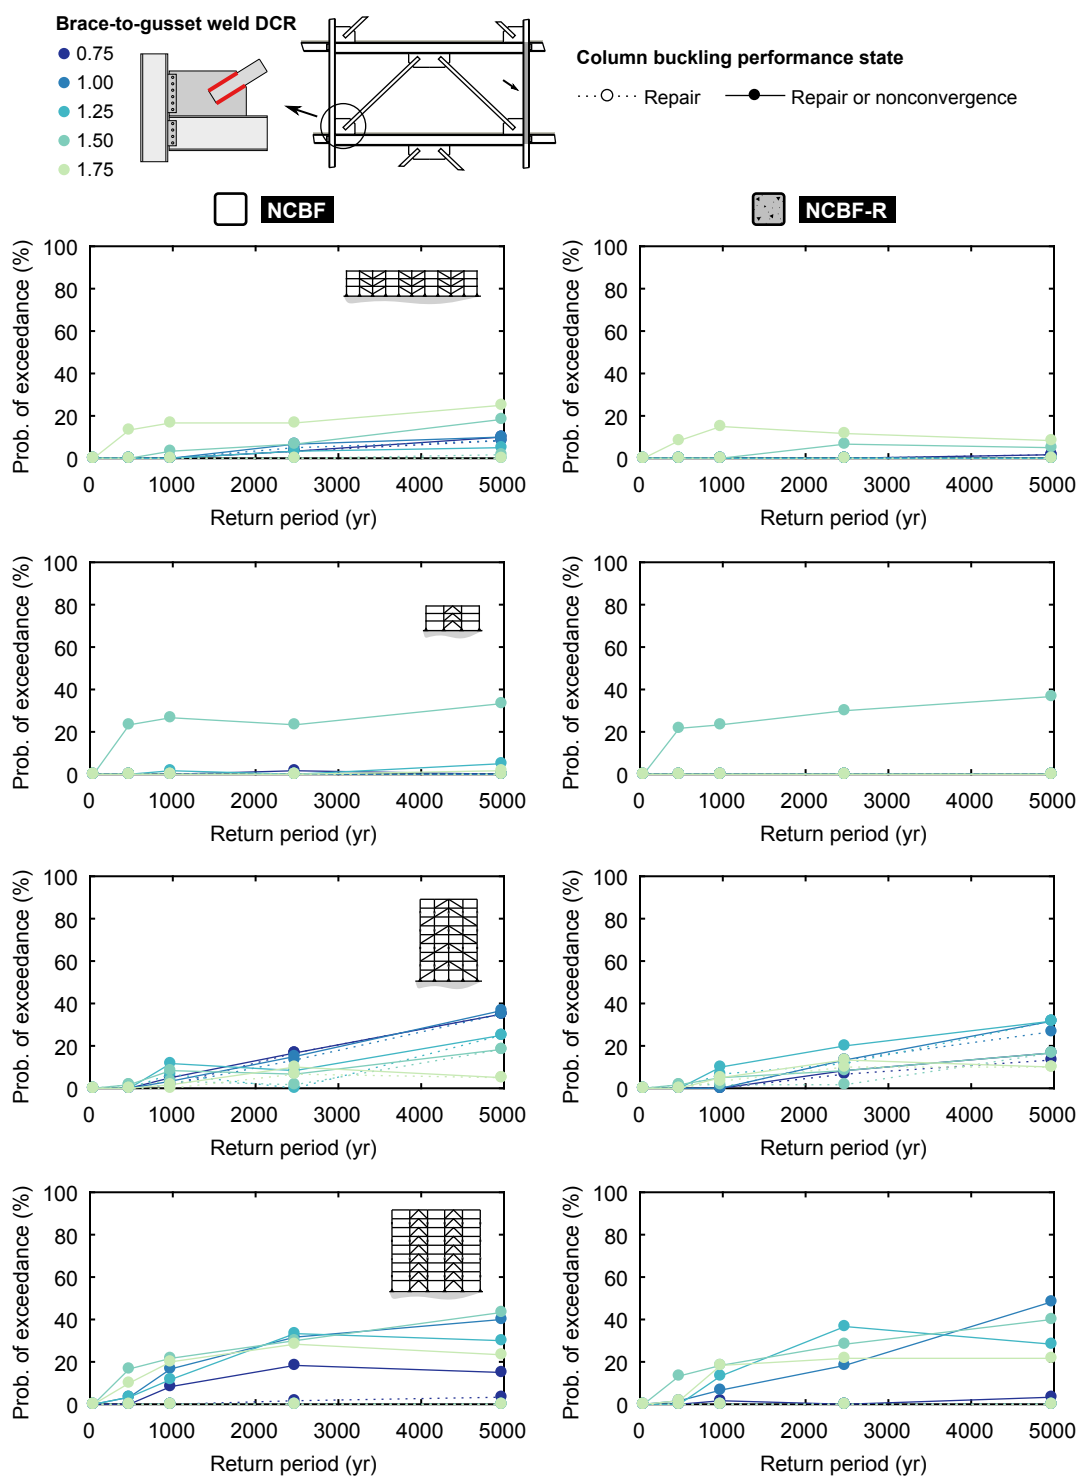 Brace-to-gusset weld DCR
0.75
1.00
1.25
1.50
1.75
Column buckling performance state
Repair
Repair or nonconvergence
NCBF
NCBF-R
Prob. of exceedance (%)
100
80
60
40
20
0
0 1000 2000 3000 4000 5000
Return period (yr)
Prob. of exceedance (%)
100
80
60
40
20
0
0 1000 2000 3000 4000 5000
Return period (yr)
Prob. of exceedance (%)
100
80
60
40
20
0
0 1000 2000 3000 4000 5000
Return period (yr)
Prob. of exceedance (%)
100
80
60
40
20
0
0 1000 2000 3000 4000 5000
Return period (yr)
Prob. of exceedance (%)
100
80
60
40
20
0
0 1000 2000 3000 4000 5000
Return period (yr)
Prob. of exceedance (%)
100
80
60
40
20
0
0 1000 2000 3000 4000 5000
Return period (yr)
Prob. of exceedance (%)
100
80
60
40
20
0
0 1000 2000 3000 4000 5000
Return period (yr)
Prob. of exceedance (%)
100
80
60
40
20
0
0 1000 2000 3000 4000 5000
Return period (yr)